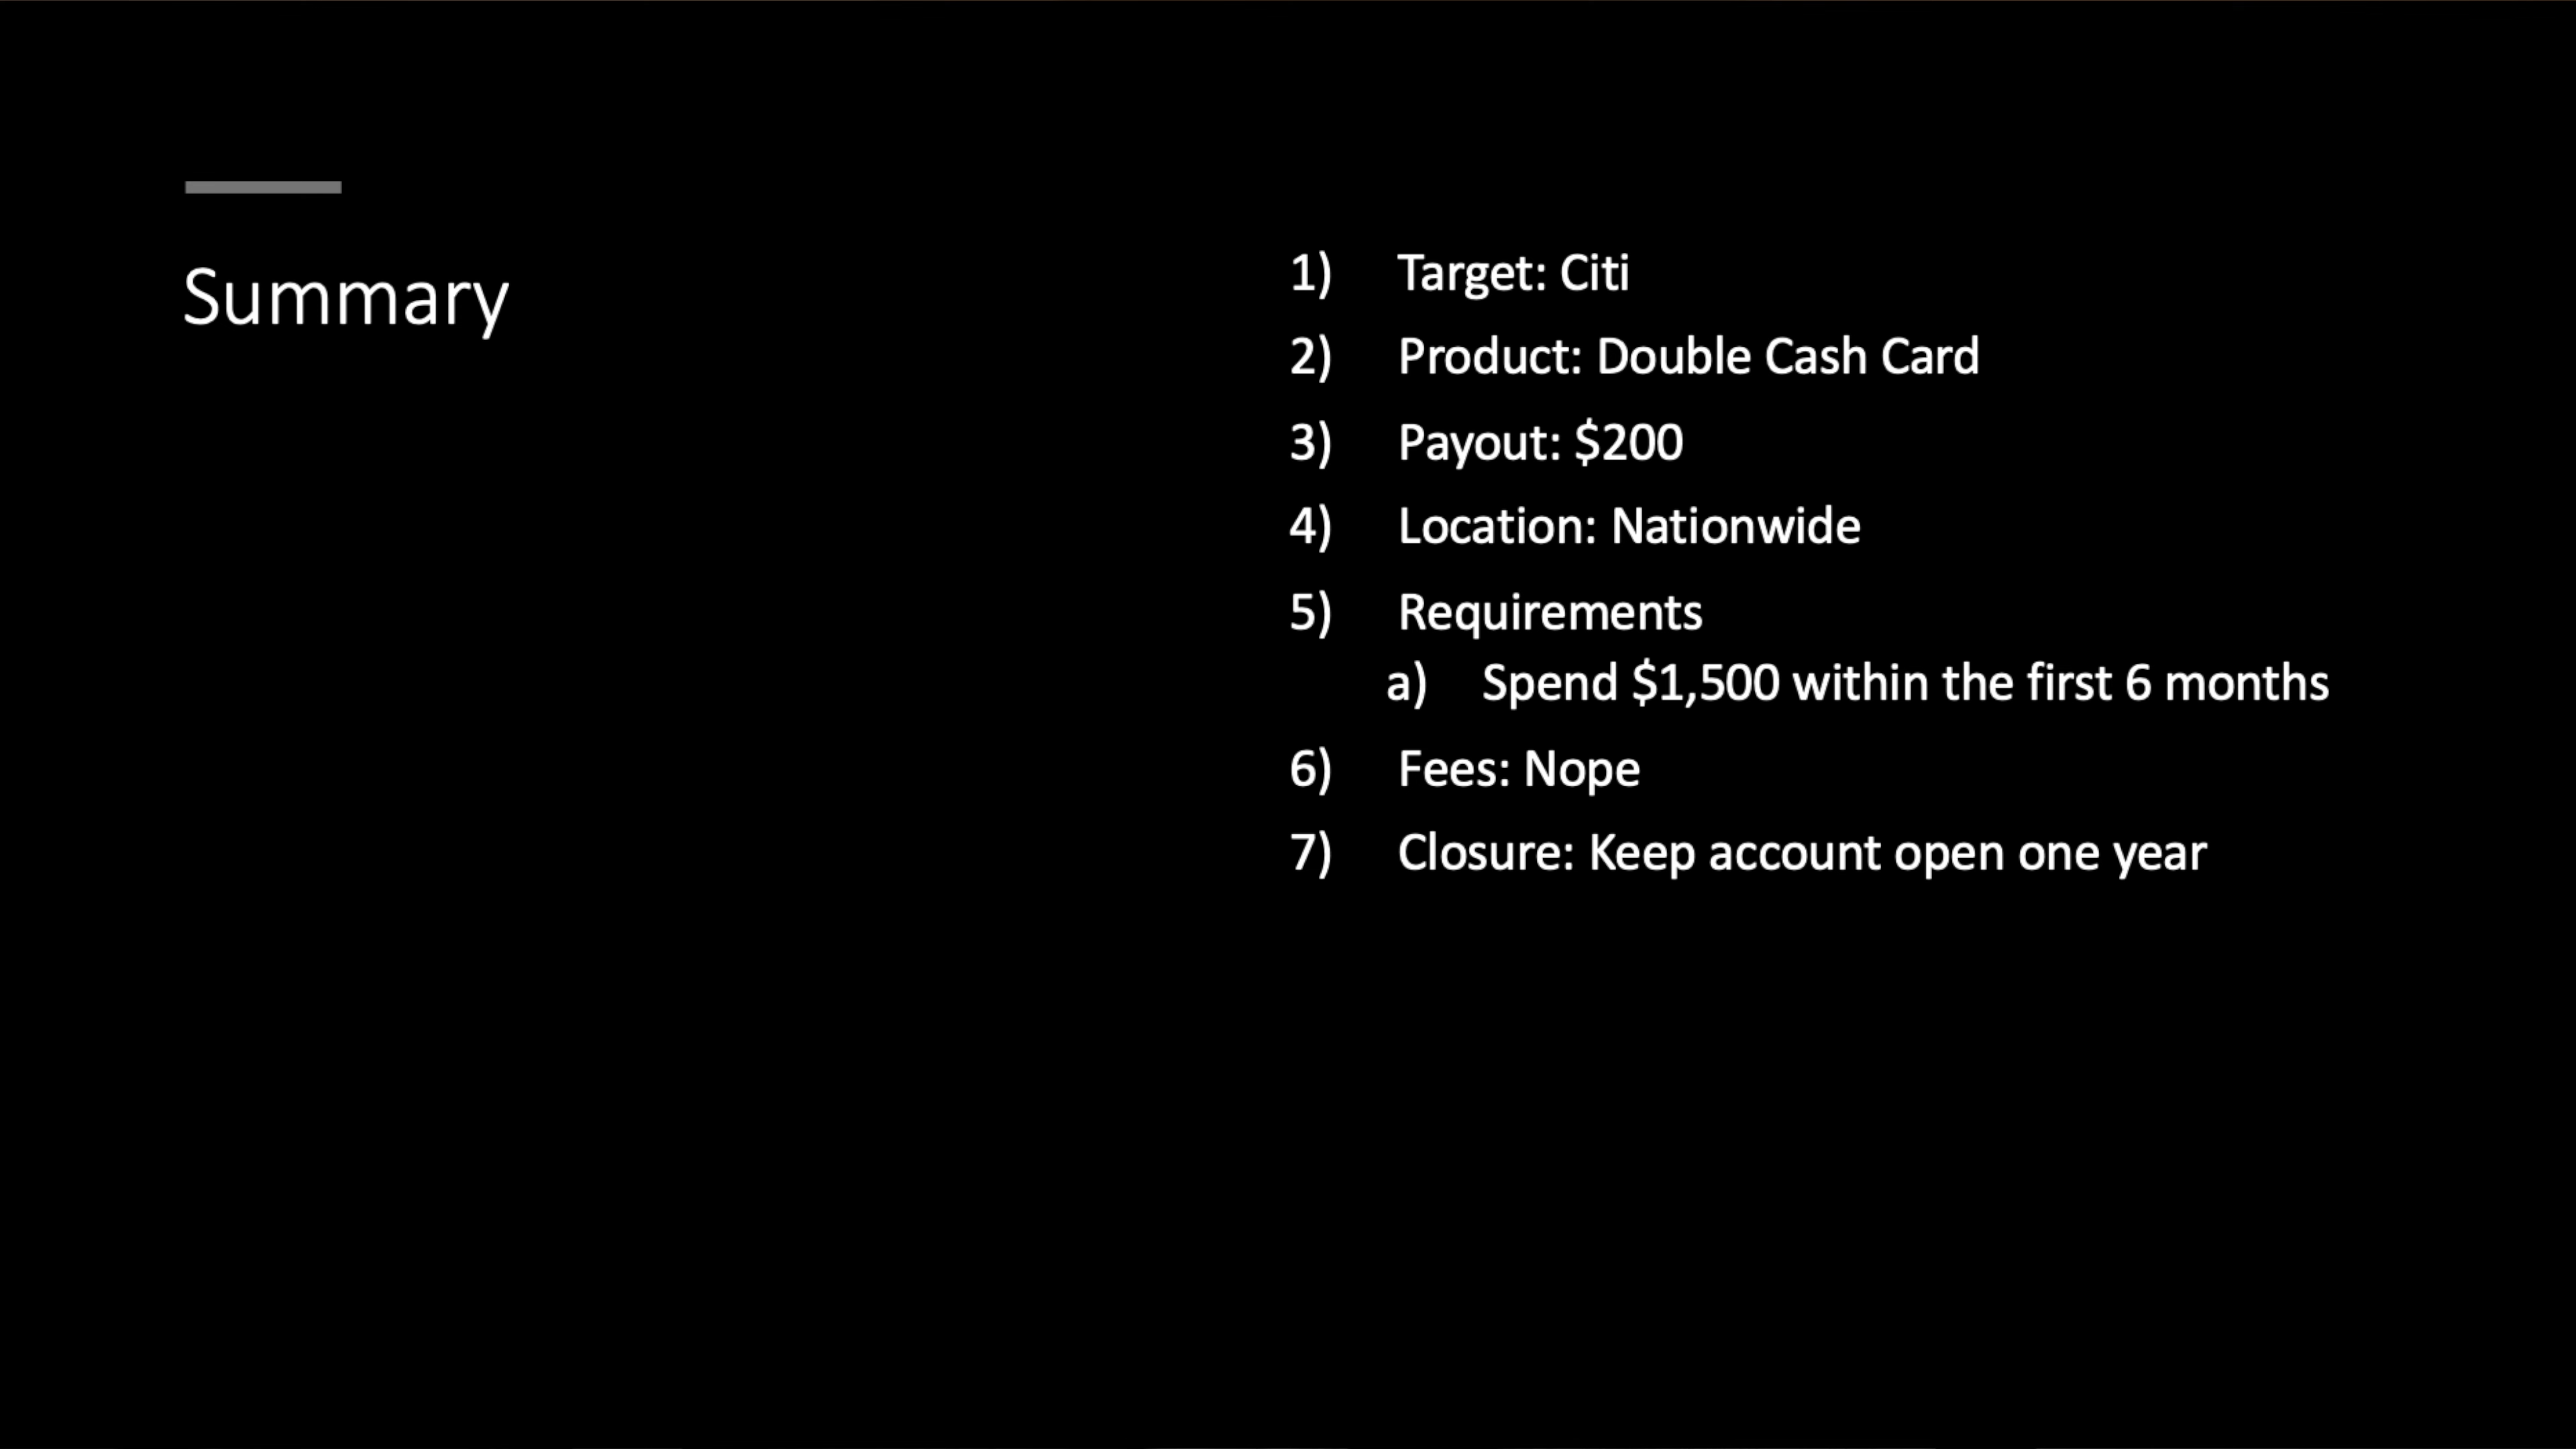 Summary
1) Target: Citi
2) Product: Double Cash Card
3) Payout: $200
4) Location: Nationwide
5) Requirements
a) Spend $1,500 within the first 6 months
6) Fees: Nope
7) Closure: Keep account open one year